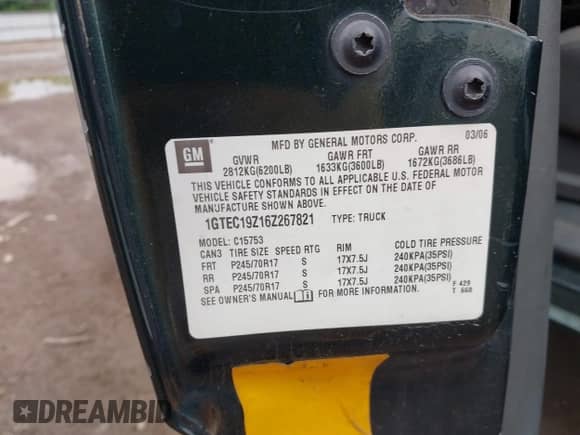 GM
MFD BY GENERAL MOTORS CORP. 03/06
GVWR GAWR FRT GAWR RR
2812KG(6200LB) 1633KG(3600LB) 1672KG(3686LB)
THIS VEHICLE CONFORMS TO ALL APPLICABLE U.S. FEDERAL MOTOR
VEHICLE SAFETY STANDARDS IN EFFECT ON THE DATE OF
MANUFACTURE SHOWN ABOVE.
1GTEC19Z16Z267821 TYPE: TRUCK
MODEL: C15753
CAN3 TIRE SIZE SPEED RTG RIM COLD TIRE PRESSURE
FRT P245/70R17 S 17X7.5J 240KPA(35PSI)
RR P245/70R17 S 17X7.5J 240KPA(35PSI)
SPA P245/70R17 S 17X7.5J 240KPA(35PSI)
SEE OWNER'S MANUAL FOR MORE INFORMATION.
F 429
T 660
DREAMBID